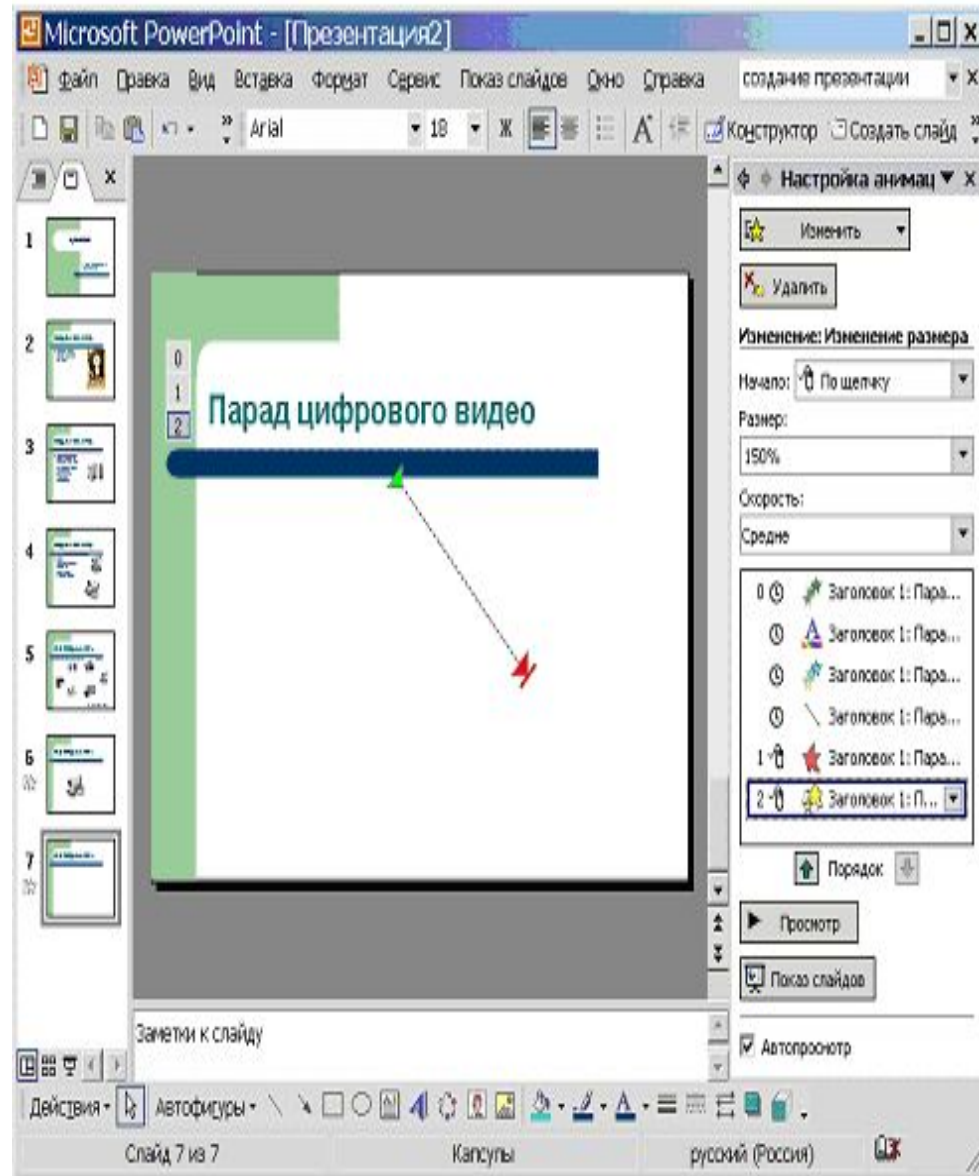 Microsoft PowerPoint - [Презентация2]
Файл Правка Вид Вставка Формат Сервис Показ слайдов Окно Справка создание презентации
Arial 18 Ж Конструктор Создать слайд
Настройка анимац
Изменить
Удалить
Изменение: Изменение размера
Начало: По щелчку
Размер:
150%
Скорость:
Средне
0 Заголовок 1: Пара...
Заголовок 1: Пара...
Заголовок 1: Пара...
Заголовок 1: Пара...
1 Заголовок 1: Пара...
2 Заголовок 1: П...
Порядок
Просмотр
Показ слайдов
Автопросмотр
1
2
3
4
5
6
7
0
1
2
Парад цифрового видео
Заметки к слайду
Действия Автофигуры
Слайд 7 из 7 Капсулы русский (Россия)